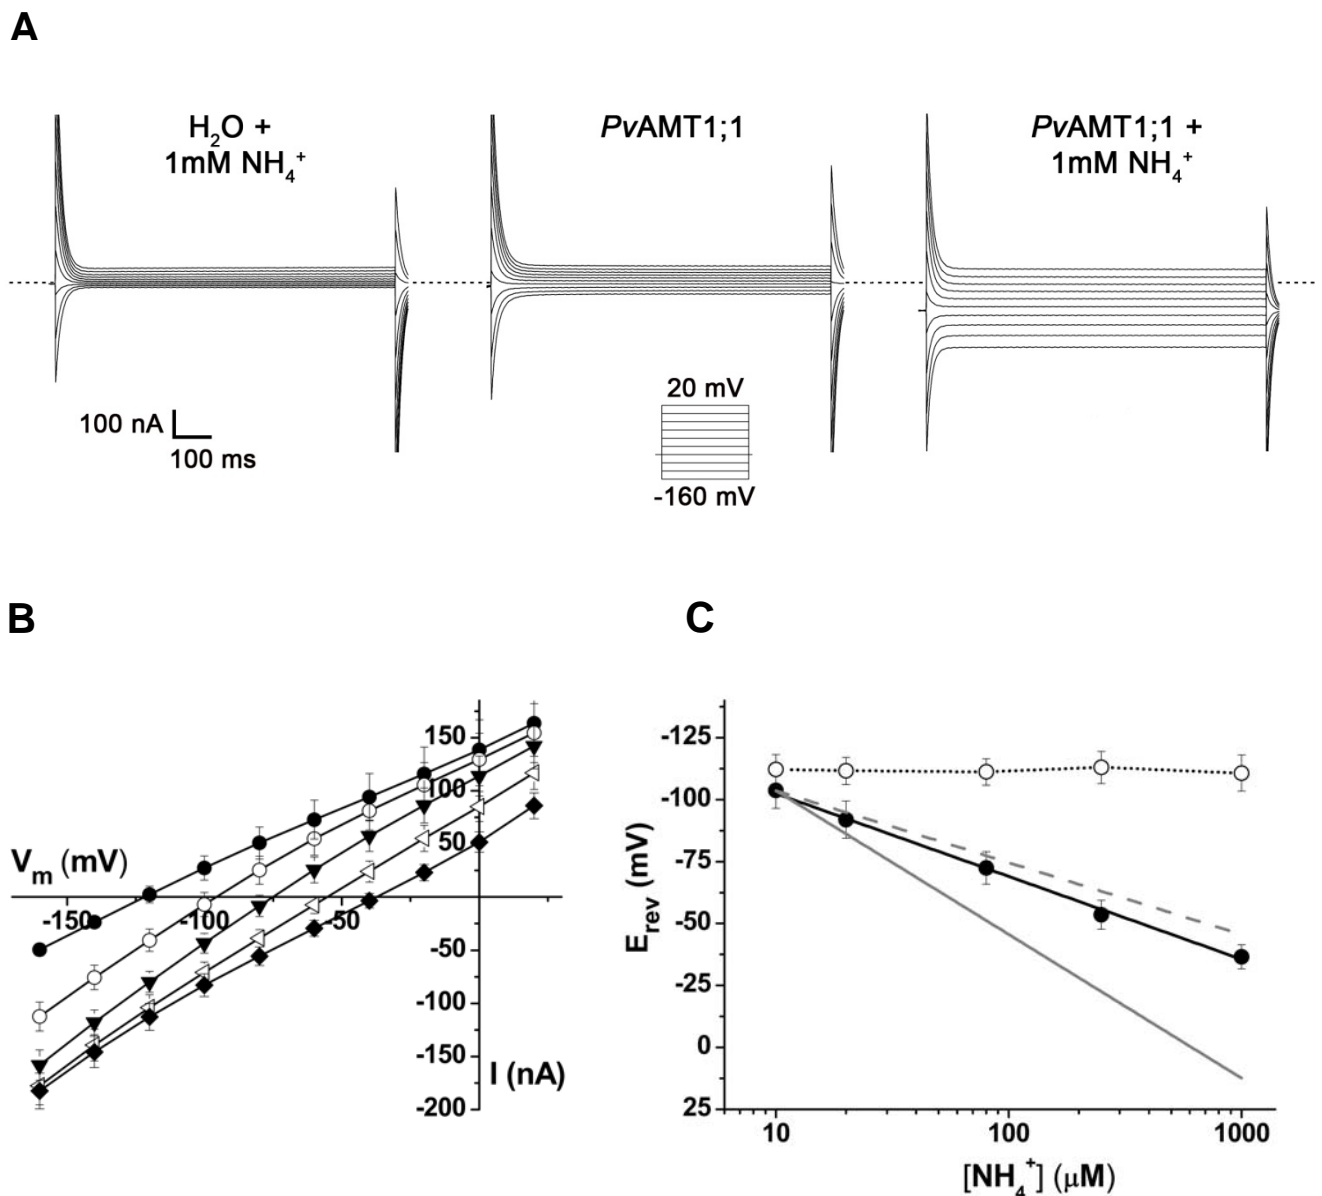 A
H₂O +
1mM NH₄⁺
PvAMT1;1
PvAMT1;1 +
1mM NH₄⁺
100 nA
100 ms
20 mV
-160 mV
B
C
150
100
50
Vₘ (mV)
-150
-100
-50
-50
-100
-150
-200
I (nA)
-125
-100
-75
-50
-25
0
25
Eᵣₑᵥ (mV)
10
100
1000
[NH₄⁺] (µM)